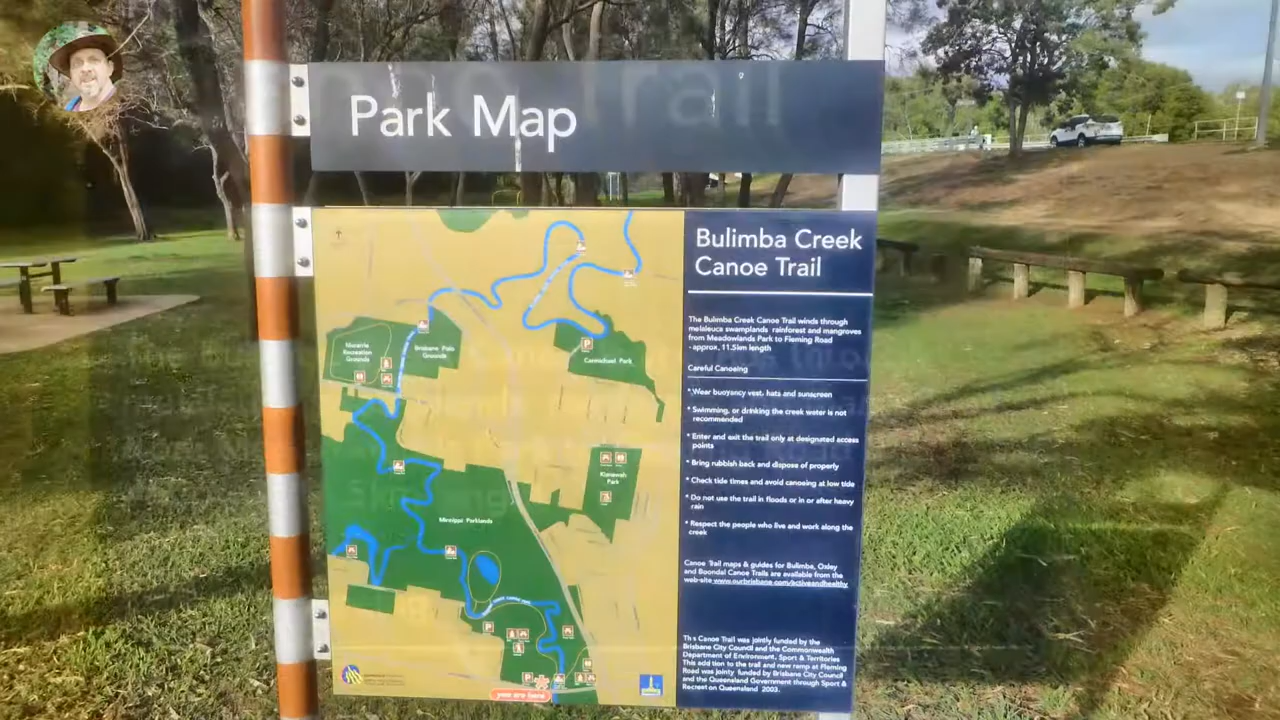 Park Map
Bulimba Creek
Canoe Trail
The Bulimba Creek Canoe Trail winds through
melaleuca swamplands rainforest and mangroves
from Meadowlands Park to Fleming Road
- approx, 11.5km length
Careful Canoeing
* Wear buoyancy vest, hats and sunscreen
* Swimming, or drinking the creek water is not
recommended
* Enter and exit the trail only at designated access
points
* Bring rubbish back and dispose of properly
* Check tide times and avoid canoeing at low tide
* Do not use the trail in floods or in or after heavy
rain
* Respect the people who live and work along the
creek
Canoe Trail maps & guides for Bulimba, Oxley
and Boondal Canoe Trails are available from the
web-site www.ourbrisbane.com/activeandhealthy
This Canoe Trail was jointly funded by the
Brisbane City Council and the Commonwealth
Department of Environment, Sport & Territories
This addition to the trail and new ramp at Fleming
Road was jointly funded by Brisbane City Council
and the Queensland Government through Sport &
Recreation Queensland 2003.
Murarrie
Recreation
Grounds
Brisbane Polo
Grounds
Carmichael Park
Kianawah
Park
Minnippi Parklands
P
P
P
you are here
Trail